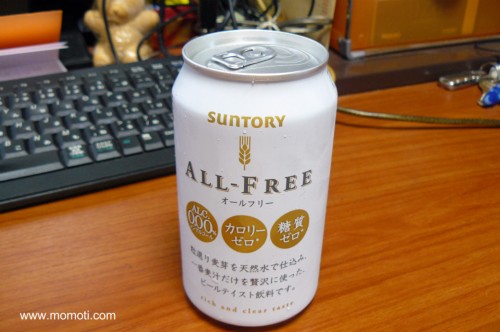 SUNTORY
ALL-FREE
オールフリー
ALC.
0.00%
カロリー
ゼロ*
糖質
ゼロ*
粒選り麦芽を天然水で仕込み、
一番麦汁だけを贅沢に使った、
ビールテイスト飲料です。
rich and clear taste
www.momoti.com